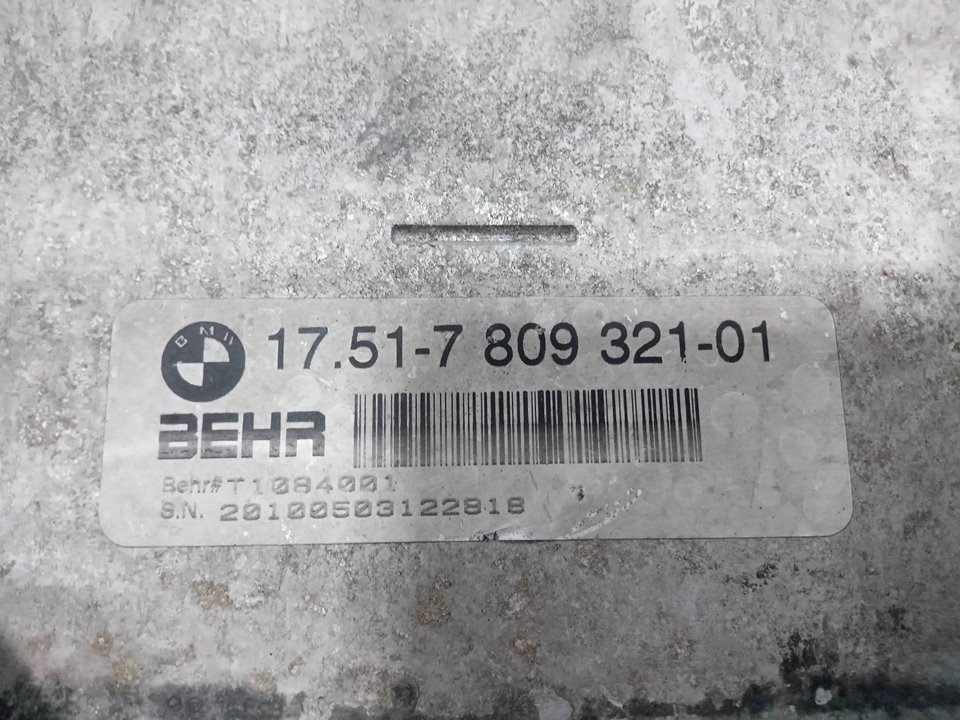 BMW
17.51-7 809 321-01
BEHR
Behr# T1084001
S.N. 20100503122818